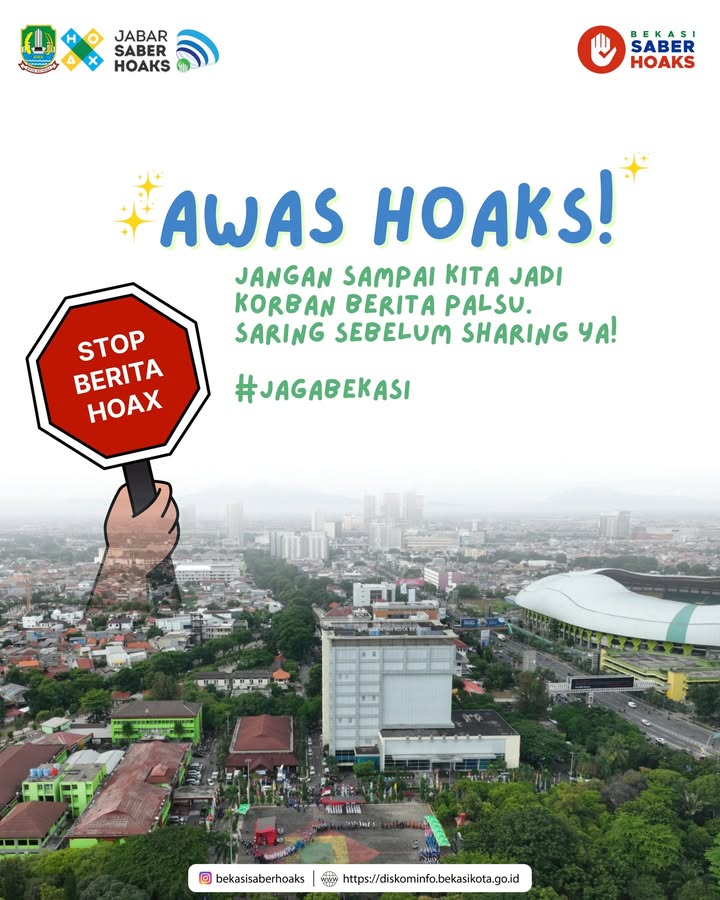 JABAR
SABER
HOAKS
BEKASI
SABER
HOAKS
AWAS HOAKS!
JANGAN SAMPAI KITA JADI
KORBAN BERITA PALSU.
SARING SEBELUM SHARING YA!
#JAGABEKASI
STOP
BERITA
HOAX
bekasisaberhoaks
https://diskominfo.bekasikota.go.id